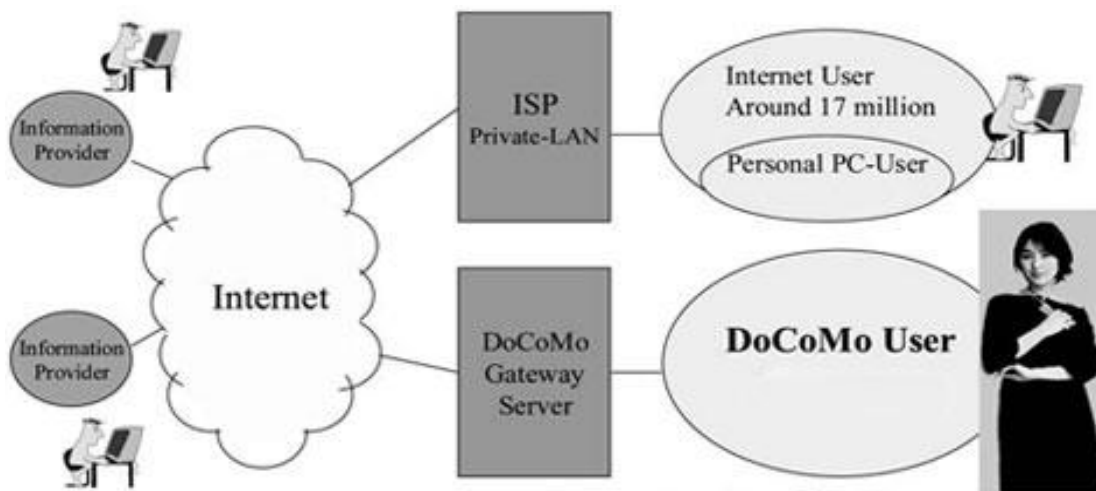 Information
Provider
Information
Provider
Internet
ISP
Private-LAN
DoCoMo
Gateway
Server
Internet User
Around 17 million
Personal PC-User
DoCoMo User